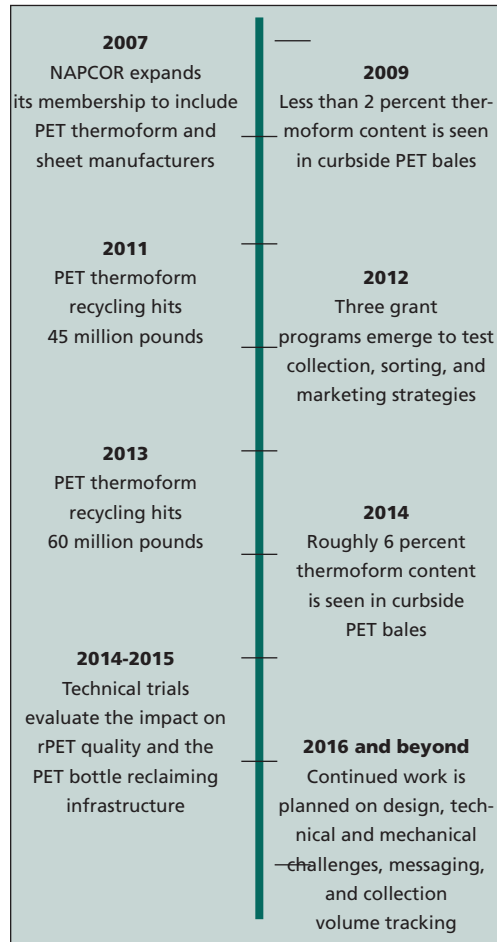 2007
NAPCOR expands
its membership to include
PET thermoform and
sheet manufacturers
2009
Less than 2 percent ther-
moform content is seen
in curbside PET bales
2011
PET thermoform
recycling hits
45 million pounds
2012
Three grant
programs emerge to test
collection, sorting, and
marketing strategies
2013
PET thermoform
recycling hits
60 million pounds
2014
Roughly 6 percent
thermoform content
is seen in curbside
PET bales
2014-2015
Technical trials
evaluate the impact on
rPET quality and the
PET bottle reclaiming
infrastructure
2016 and beyond
Continued work is
planned on design, tech-
nical and mechanical
challenges, messaging,
and collection
volume tracking